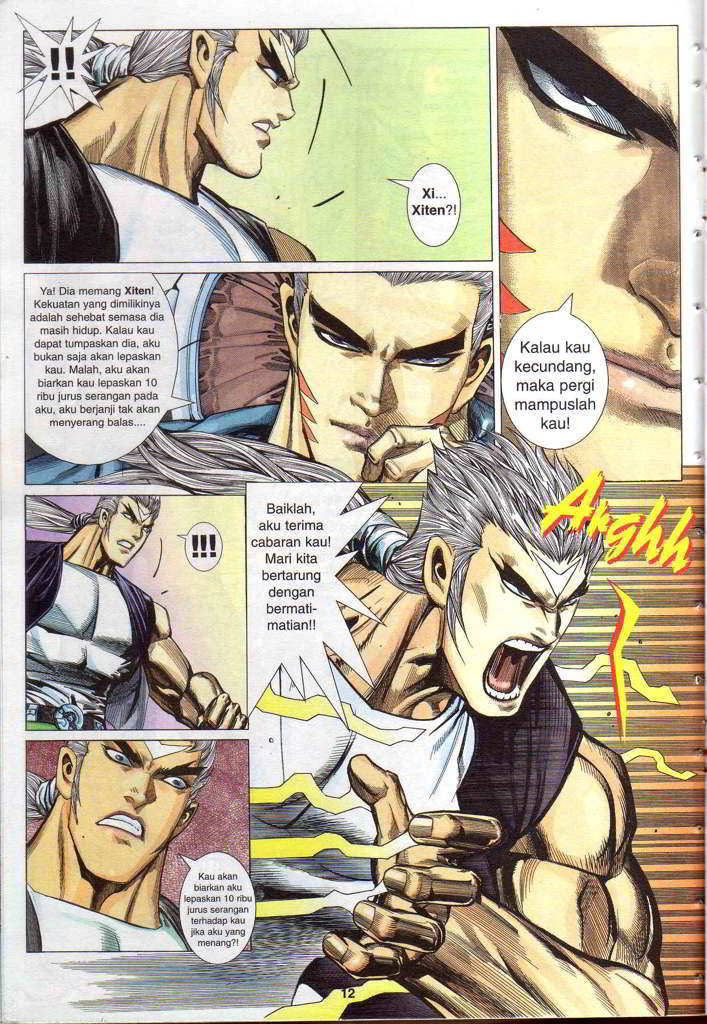 !!
Xi...
Xiten?!
Ya! Dia memang Xiten!
Kekuatan yang dimilikinya
adalah sehebat semasa dia
masih hidup. Kalau kau
dapat tumpaskan dia, aku
bukan saja akan lepaskan
kau. Malah, aku akan
biarkan kau lepaskan 10
ribu jurus serangan pada
aku, aku berjanji tak akan
menyerang balas....
Kalau kau
kecundang,
maka pergi
mampuslah
kau!
!!!
Baiklah,
aku terima
cabaran kau!
Mari kita
bertarung
dengan
bermati-
matian!!
Arkghh
Kau akan
biarkan aku
lepaskan 10 ribu
jurus serangan
terhadap kau
jika aku yang
menang?!
12